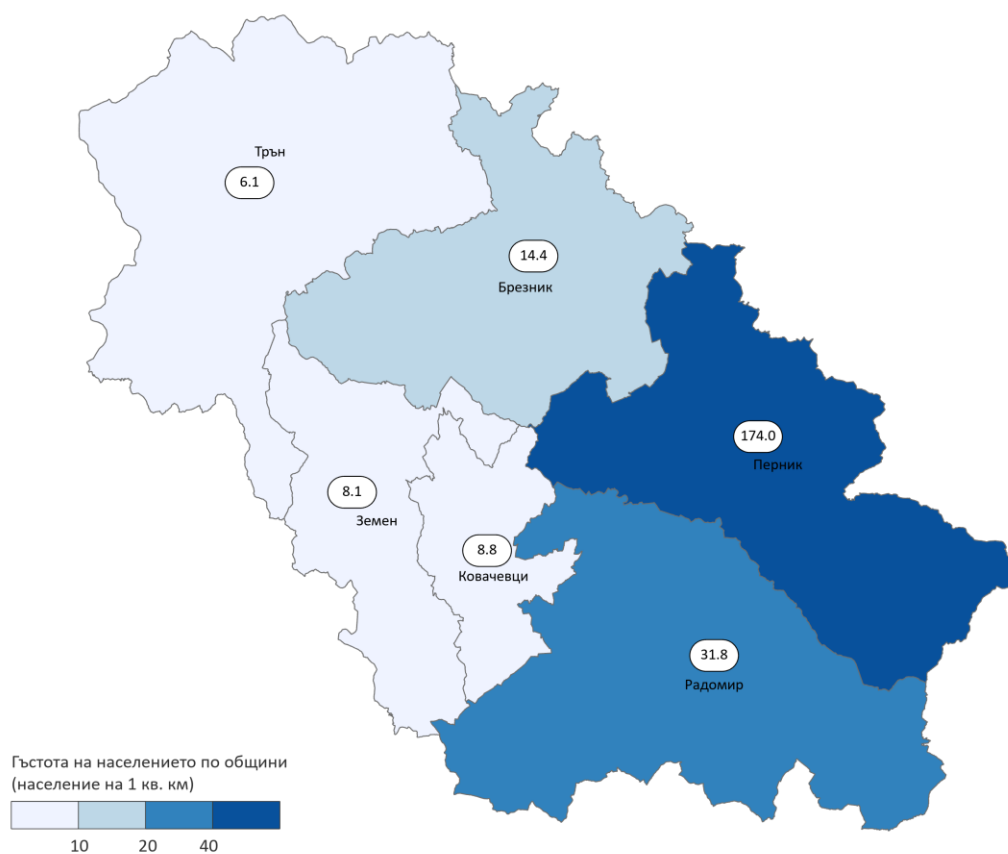 Трън
6.1
14.4
Брезник
174.0
Перник
8.1
Земен
8.8
Ковачевци
31.8
Радомир
Гъстота на населението по общини
(население на 1 кв. км)
10 20 40